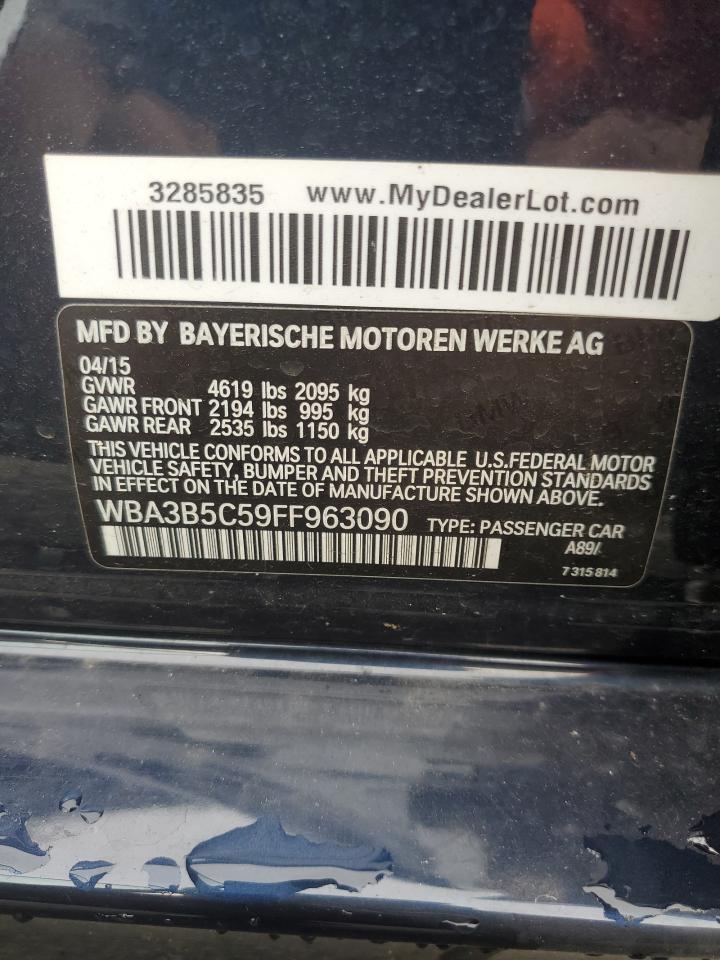 3285835 www.MyDealerLot.com
MFD BY BAYERISCHE MOTOREN WERKE AG
04/15
GVWR 4619 lbs 2095 kg
GAWR FRONT 2194 lbs 995 kg
GAWR REAR 2535 lbs 1150 kg
THIS VEHICLE CONFORMS TO ALL APPLICABLE U.S.FEDERAL MOTOR
VEHICLE SAFETY, BUMPER AND THEFT PREVENTION STANDARDS
IN EFFECT ON THE DATE OF MANUFACTURE SHOWN ABOVE.
WBA3B5C59FF963090 TYPE: PASSENGER CAR
A89/
7 315 814